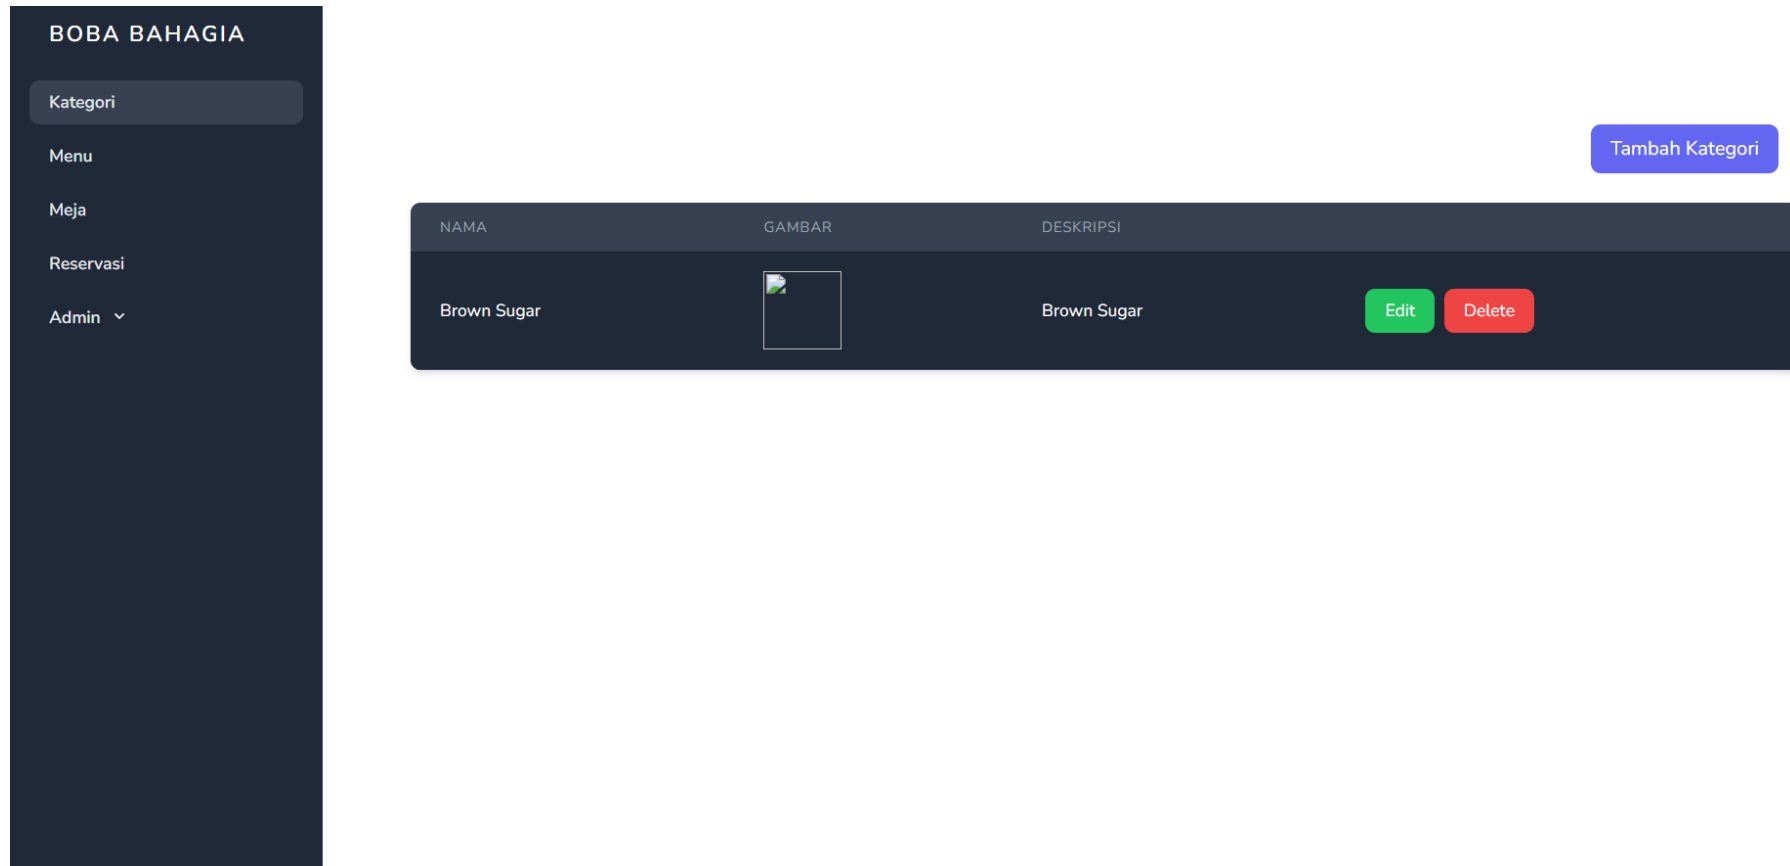 BOBA BAHAGIA
Kategori
Menu
Meja
Reservasi
Admin
Tambah Kategori
NAMA GAMBAR DESKRIPSI
Brown Sugar Brown Sugar Edit Delete